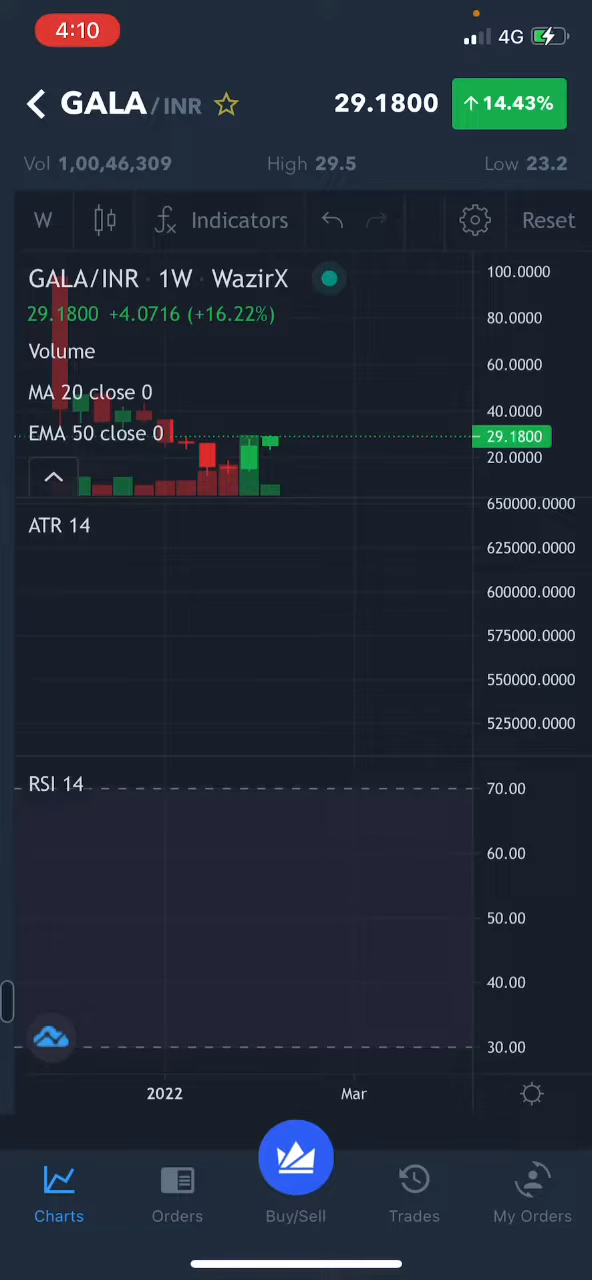 4:10
4G
GALA/INR 29.1800 ↑14.43%
Vol 1,00,46,309 High 29.5 Low 23.2
W fx Indicators Reset
GALA/INR · 1W · WazirX
29.1800 +4.0716 (+16.22%)
Volume
MA 20 close 0
EMA 50 close 0
100.0000
80.0000
60.0000
40.0000
29.1800
20.0000
650000.0000
ATR 14
625000.0000
600000.0000
575000.0000
550000.0000
525000.0000
RSI 14
70.00
60.00
50.00
40.00
30.00
2022 Mar
Charts Orders Buy/Sell Trades My Orders